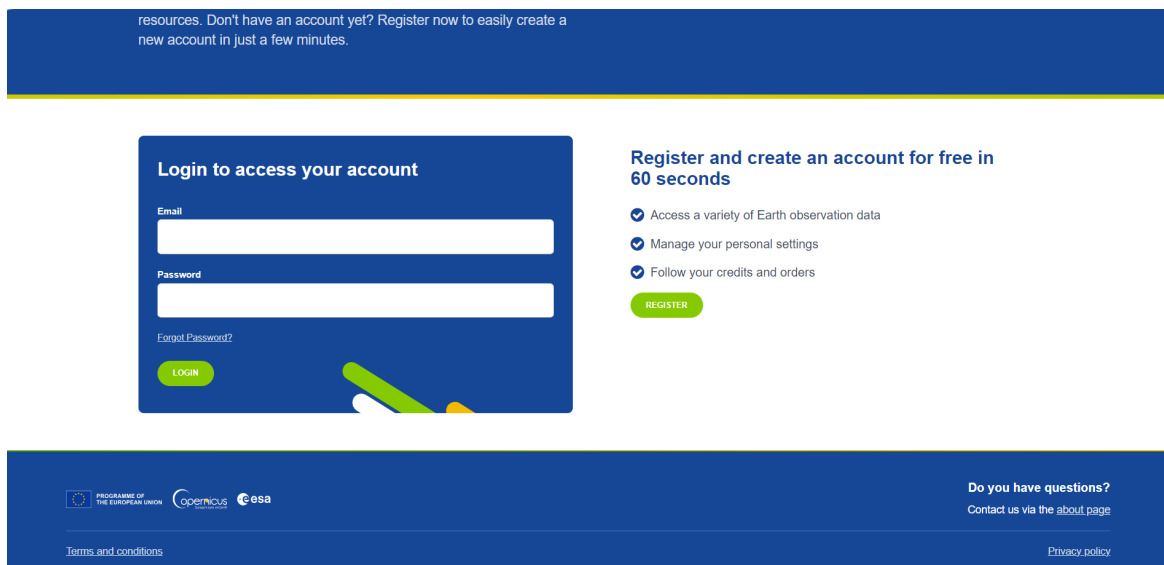 resources. Don't have an account yet? Register now to easily create a
new account in just a few minutes.
Login to access your account
Email
Password
Forgot Password?
LOGIN
Register and create an account for free in
60 seconds
Access a variety of Earth observation data
Manage your personal settings
Follow your credits and orders
REGISTER
PROGRAMME OF
THE EUROPEAN UNION
opernicus
esa
Do you have questions?
Contact us via the about page
Terms and conditions
Privacy policy